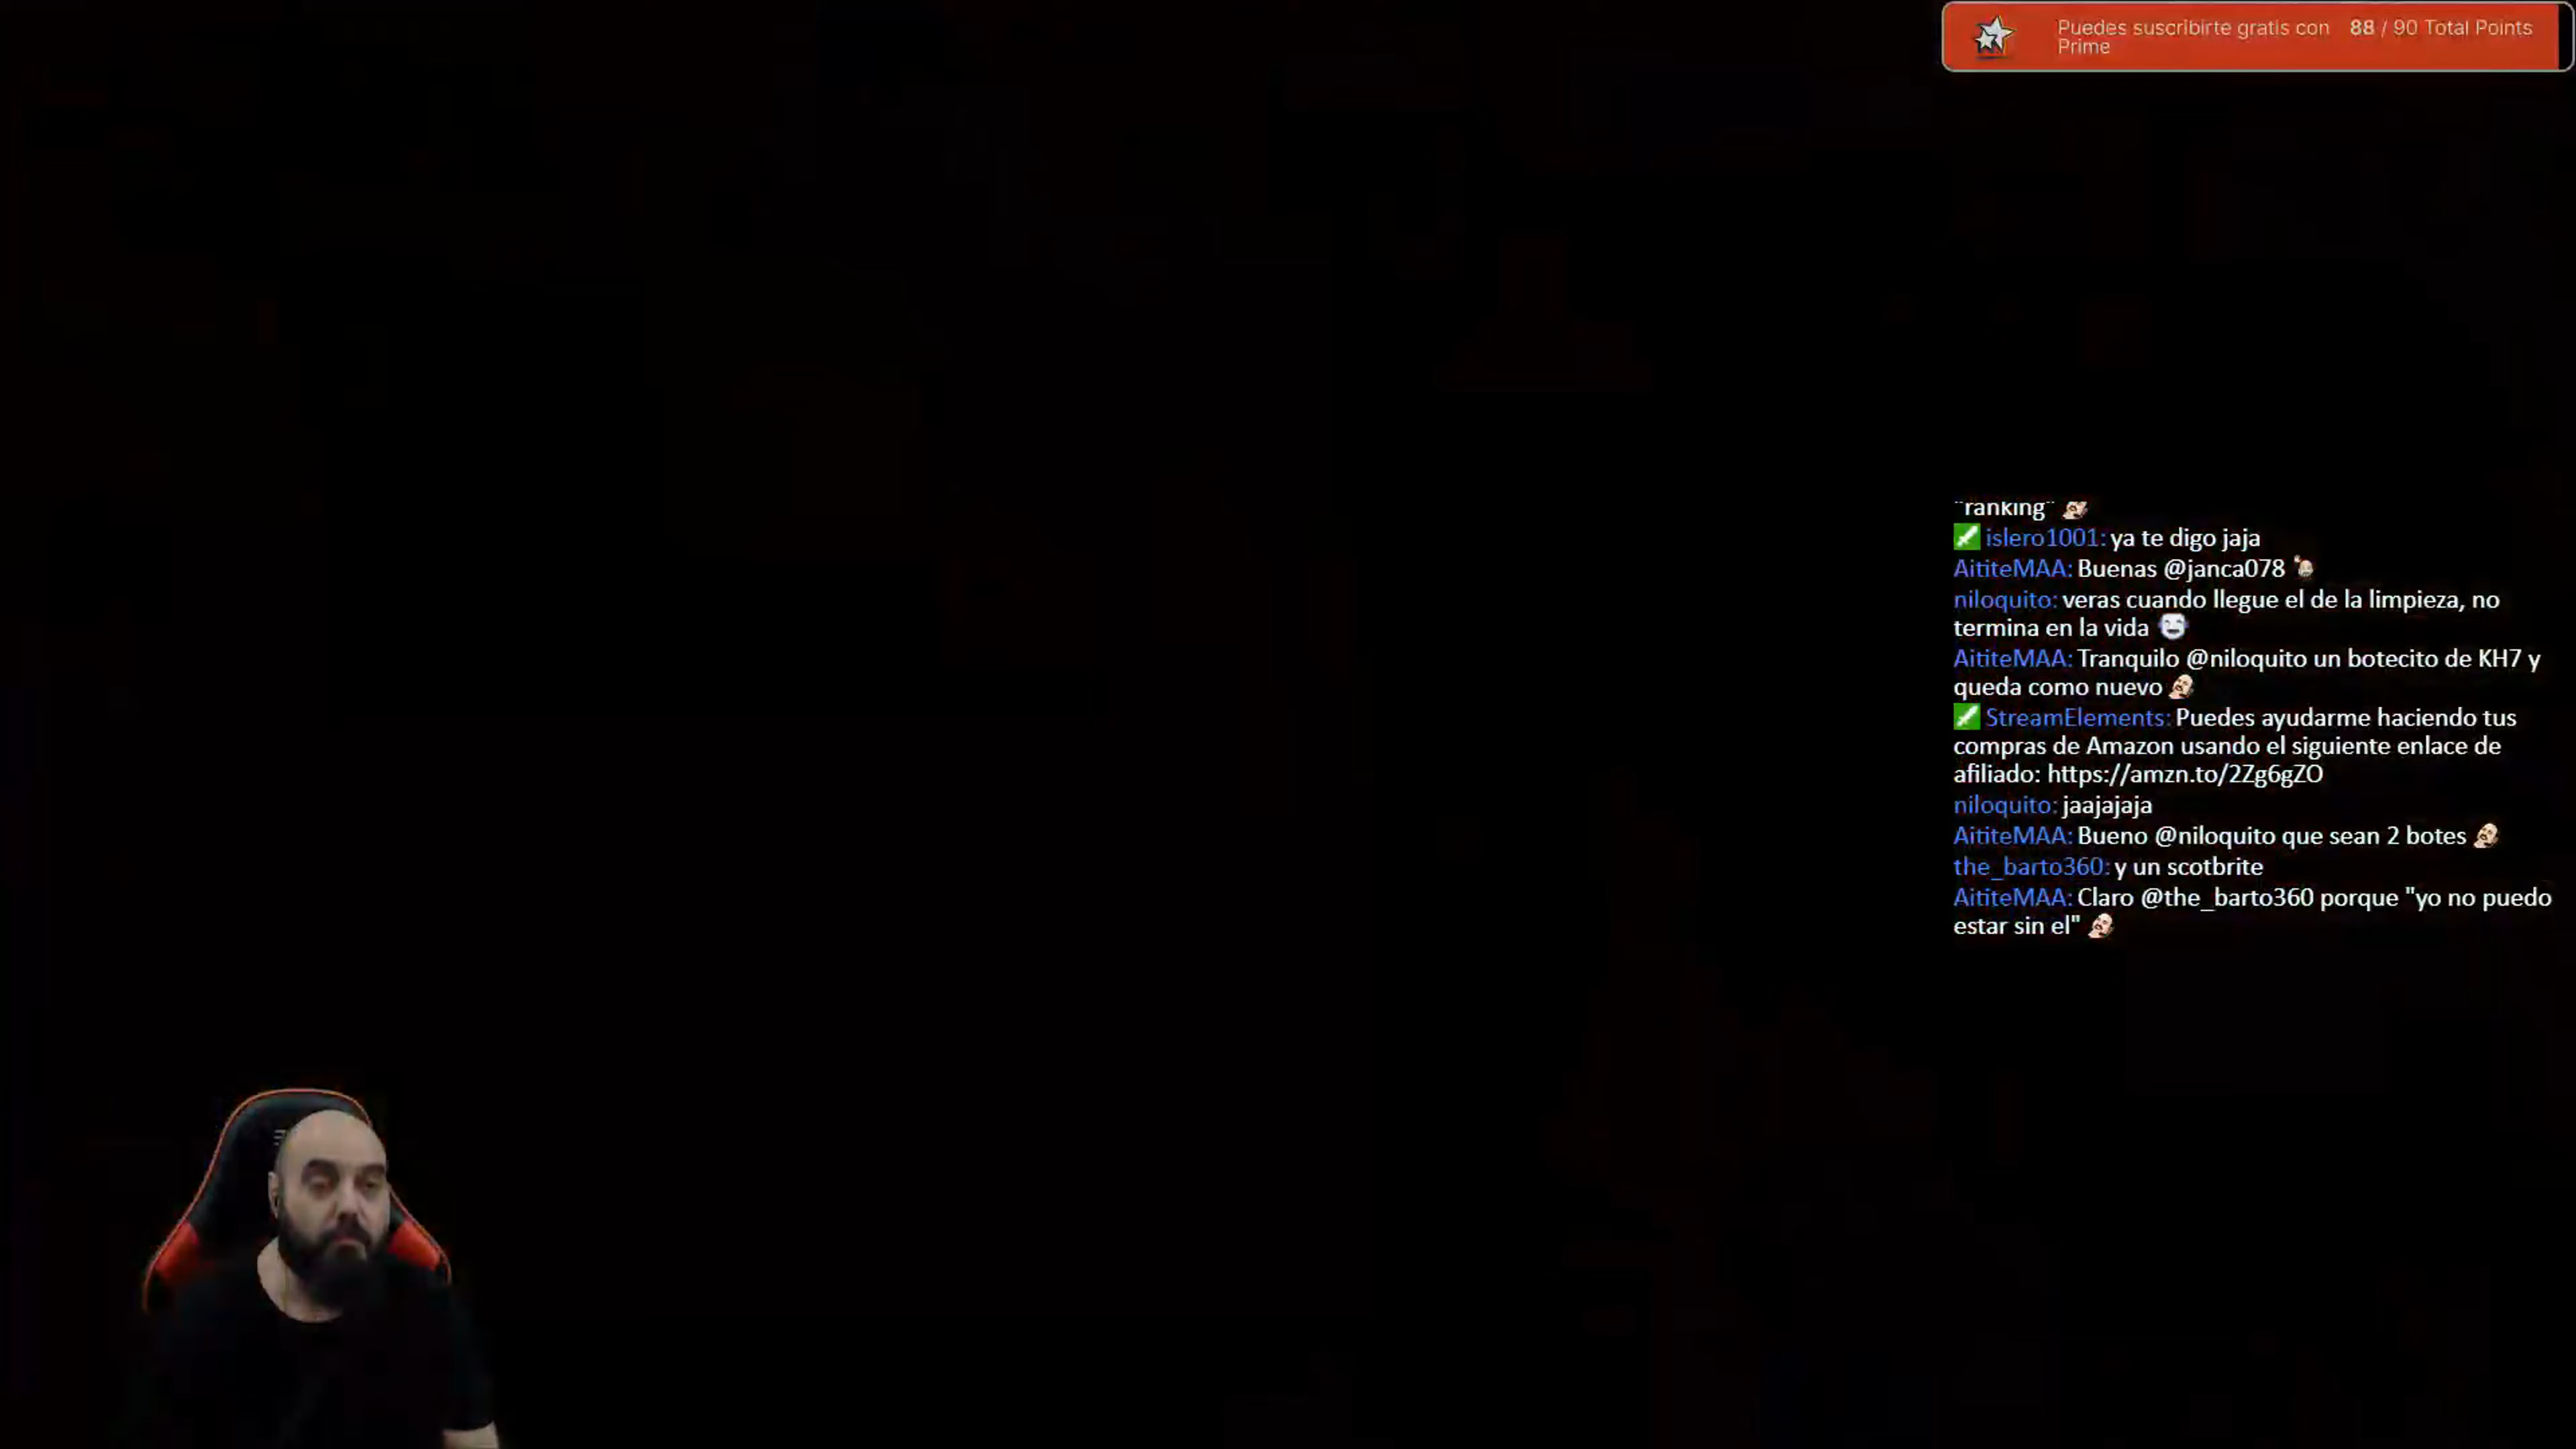 Puedes suscribirte gratis con 88 / 90 Total Points
Prime
"ranking"
islero1001: ya te digo jaja
AititeMAA: Buenas @janca078
niloquito: veras cuando llegue el de la limpieza, no
termina en la vida
AititeMAA: Tranquilo @niloquito un botecito de KH7 y
queda como nuevo
StreamElements: Puedes ayudarme haciendo tus
compras de Amazon usando el siguiente enlace de
afiliado: https://amzn.to/2Zg6gZO
niloquito: jaajajaja
AititeMAA: Bueno @niloquito que sean 2 botes
the_barto360: y un scotbrite
AititeMAA: Claro @the_barto360 porque "yo no puedo
estar sin el"